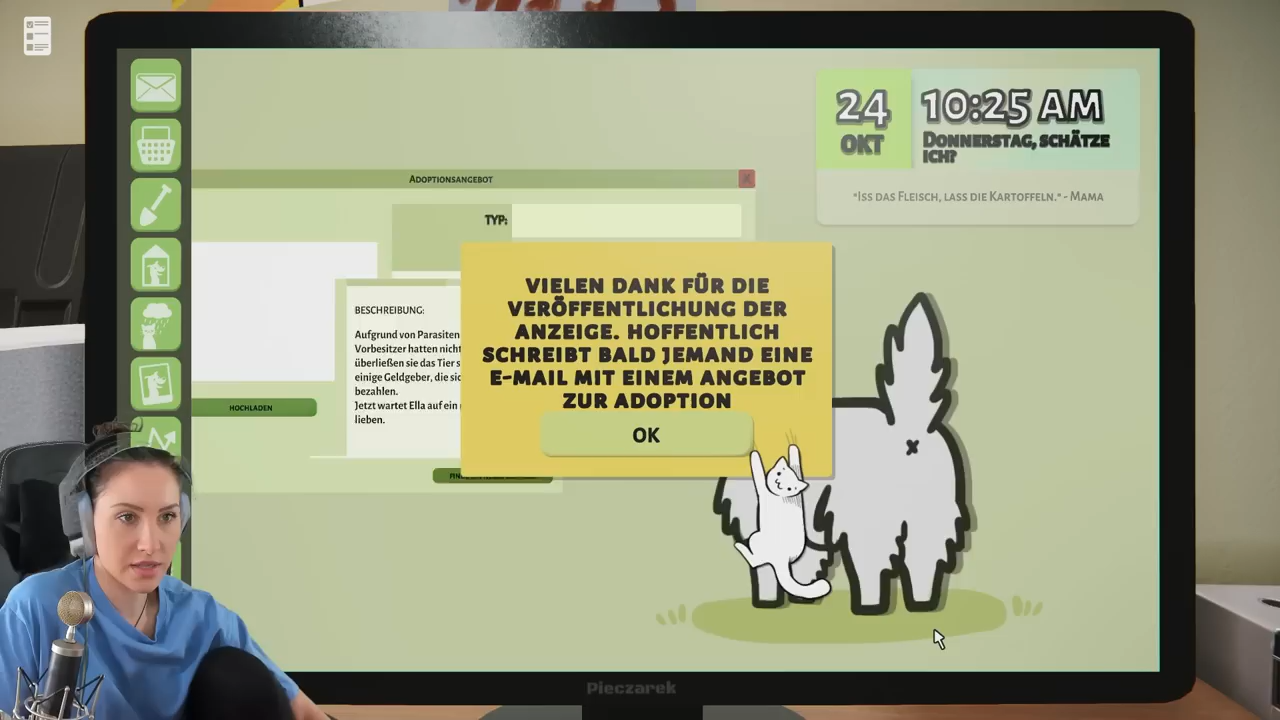 24
OKT
10:25 AM
DONNERSTAG, SCHÄTZE
ICH?
"ISS DAS FLEISCH, LASS DIE KARTOFFELN." - MAMA
ADOPTIONSANGEBOT
X
TYP:
BESCHREIBUNG:
Aufgrund von Parasiten
Vorbesitzer hatten nicht
überließen sie das Tier
einige Geldgeber, die
bezahlen.
Jetzt wartet Ella auf ein
lieben.
HOCHLADEN
VIELEN DANK FÜR DIE
VERÖFFENTLICHUNG DER
ANZEIGE. HOFFENTLICH
SCHREIBT BALD JEMAND EINE
E-MAIL MIT EINEM ANGEBOT
ZUR ADOPTION
OK
Pieczarek